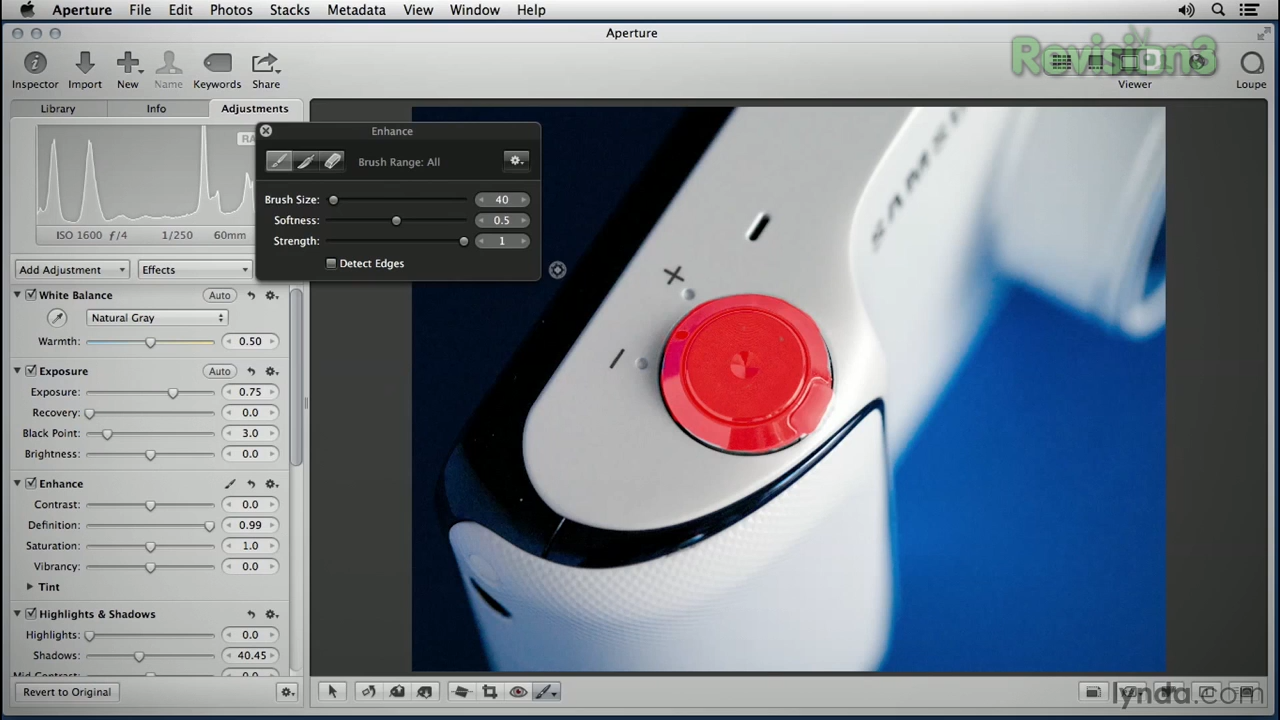 Aperture File Edit Photos Stacks Metadata View Window Help
Aperture
Revision3
Inspector Import New Name Keywords Share Viewer Loupe
Library Info Adjustments
Enhance
Brush Range: All
Brush Size: 40
Softness: 0.5
Strength: 1
Detect Edges
ISO 1600 ƒ/4 1/250 60mm
Add Adjustment Effects
White Balance Auto
Natural Gray
Warmth: 0.50
Exposure Auto
Exposure: 0.75
Recovery: 0.0
Black Point: 3.0
Brightness: 0.0
Enhance
Contrast: 0.0
Definition: 0.99
Saturation: 1.0
Vibrancy: 0.0
Tint
Highlights & Shadows
Highlights: 0.0
Shadows: 40.45
Mid Contrast:
Revert to Original
lynda.com